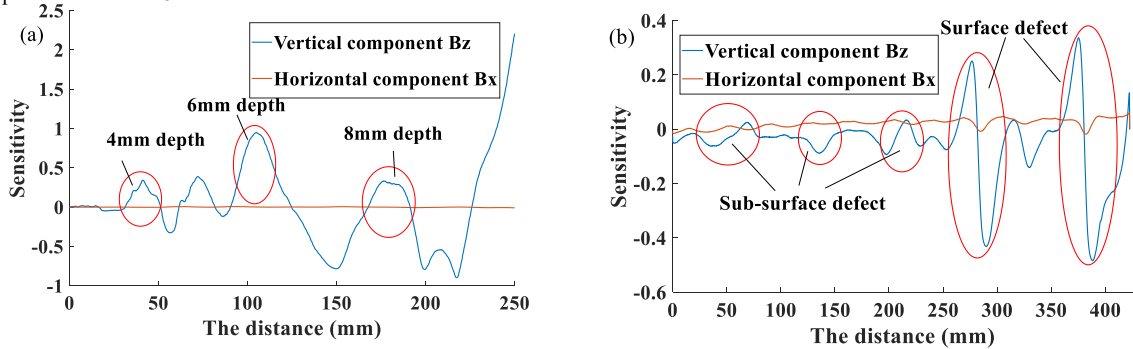 (a)
2.5
2
1.5
1
0.5
0
-0.5
-1
Sensitivity
Vertical component Bz
Horizontal component Bx
4mm depth
6mm depth
8mm depth
0 50 100 150 200 250
The distance (mm)
(b)
0.4
0.2
0
-0.2
-0.4
-0.6
Sensitivity
Vertical component Bz
Horizontal component Bx
Surface defect
Sub-surface defect
0 50 100 150 200 250 300 350 400
The distance (mm)